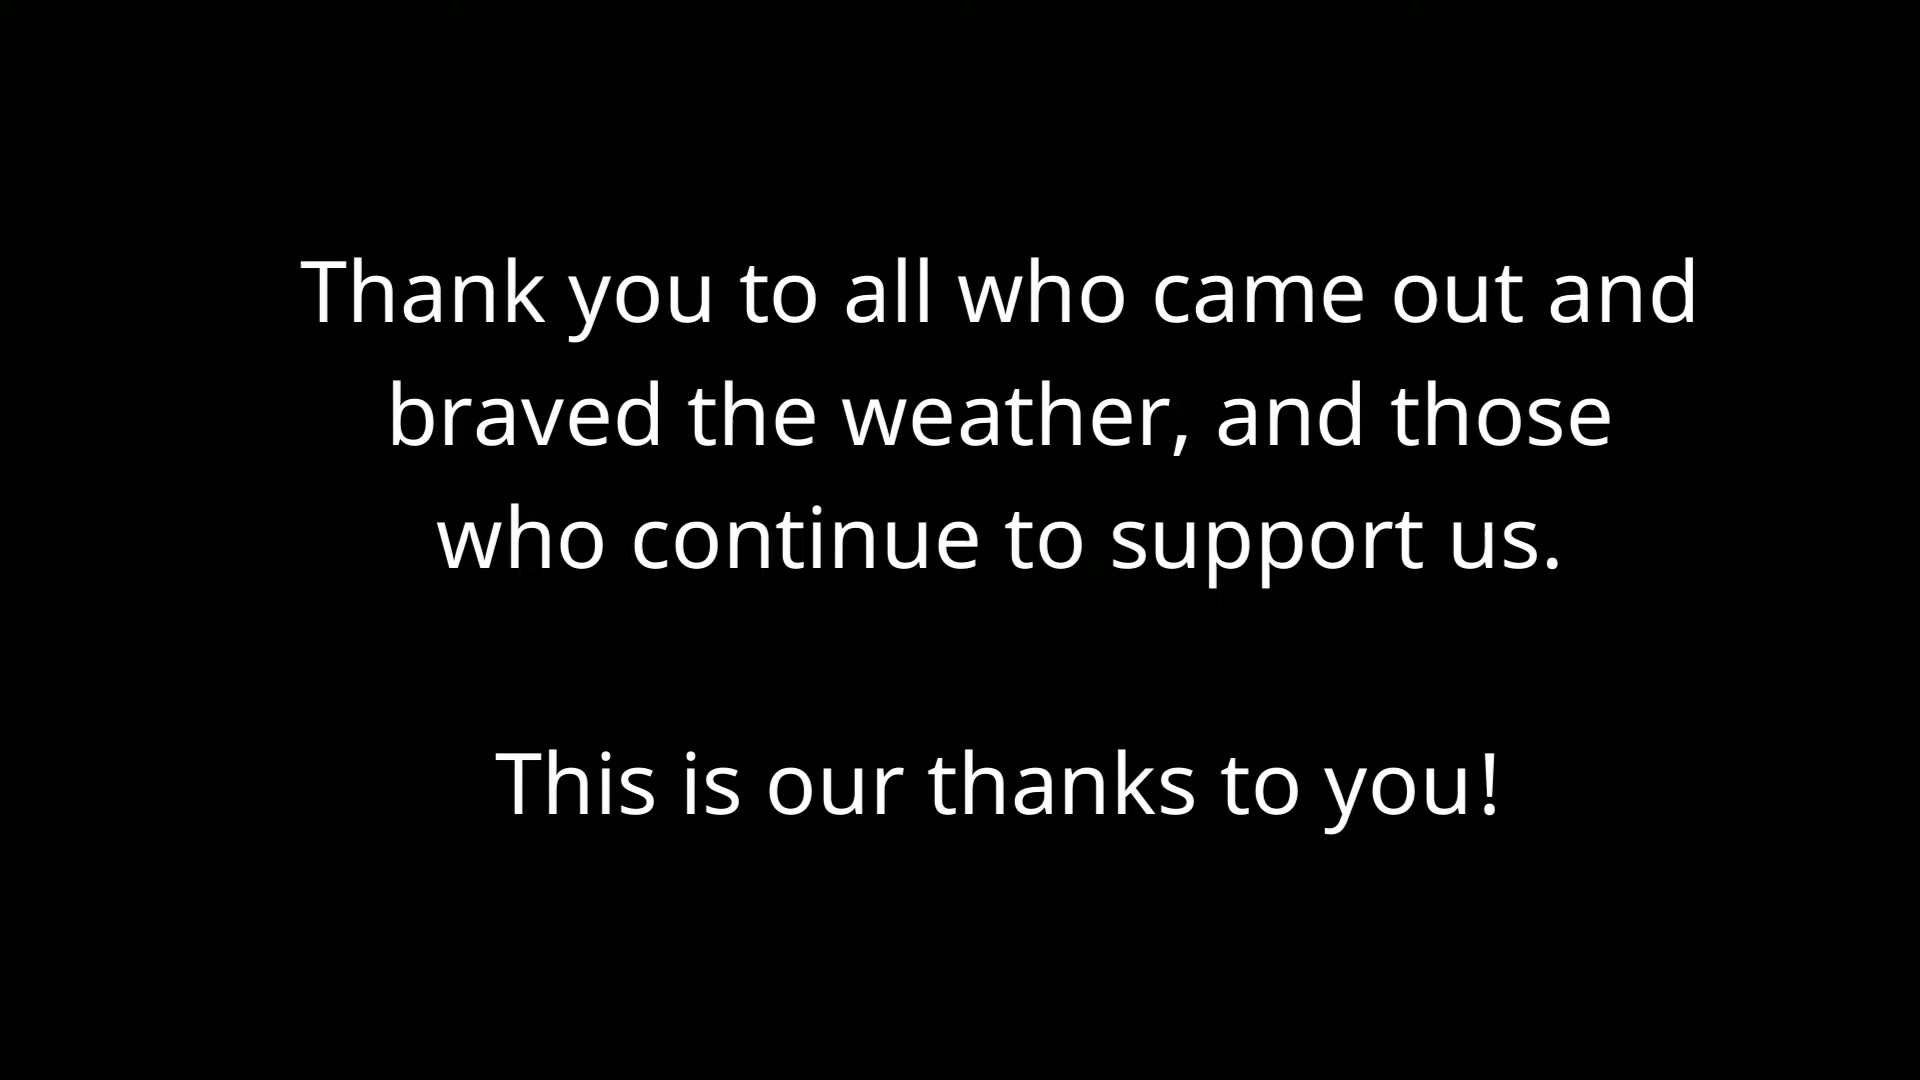 Thank you to all who came out and
braved the weather, and those
who continue to support us.
This is our thanks to you!